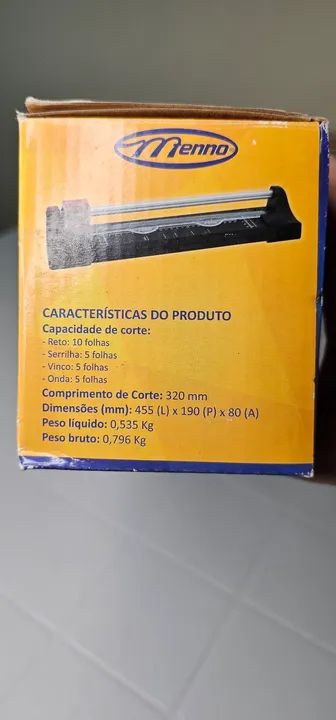 Menno
CARACTERÍSTICAS DO PRODUTO
Capacidade de corte:
- Reto: 10 folhas
- Serrilha: 5 folhas
- Vinco: 5 folhas
- Onda: 5 folhas
Comprimento de Corte: 320 mm
Dimensões (mm): 455 (L) x 190 (P) x 80 (A)
Peso líquido: 0,535 Kg
Peso bruto: 0,796 Kg